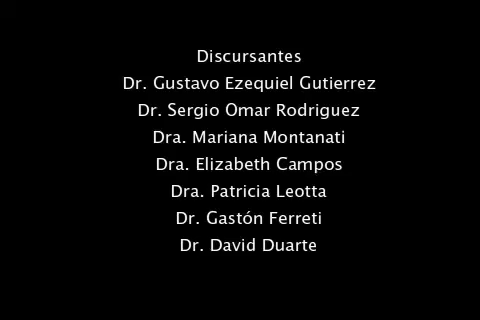 Discursantes
Dr. Gustavo Ezequiel Gutierrez
Dr. Sergio Omar Rodriguez
Dra. Mariana Montanati
Dra. Elizabeth Campos
Dra. Patricia Leotta
Dr. Gastón Ferreti
Dr. David Duarte